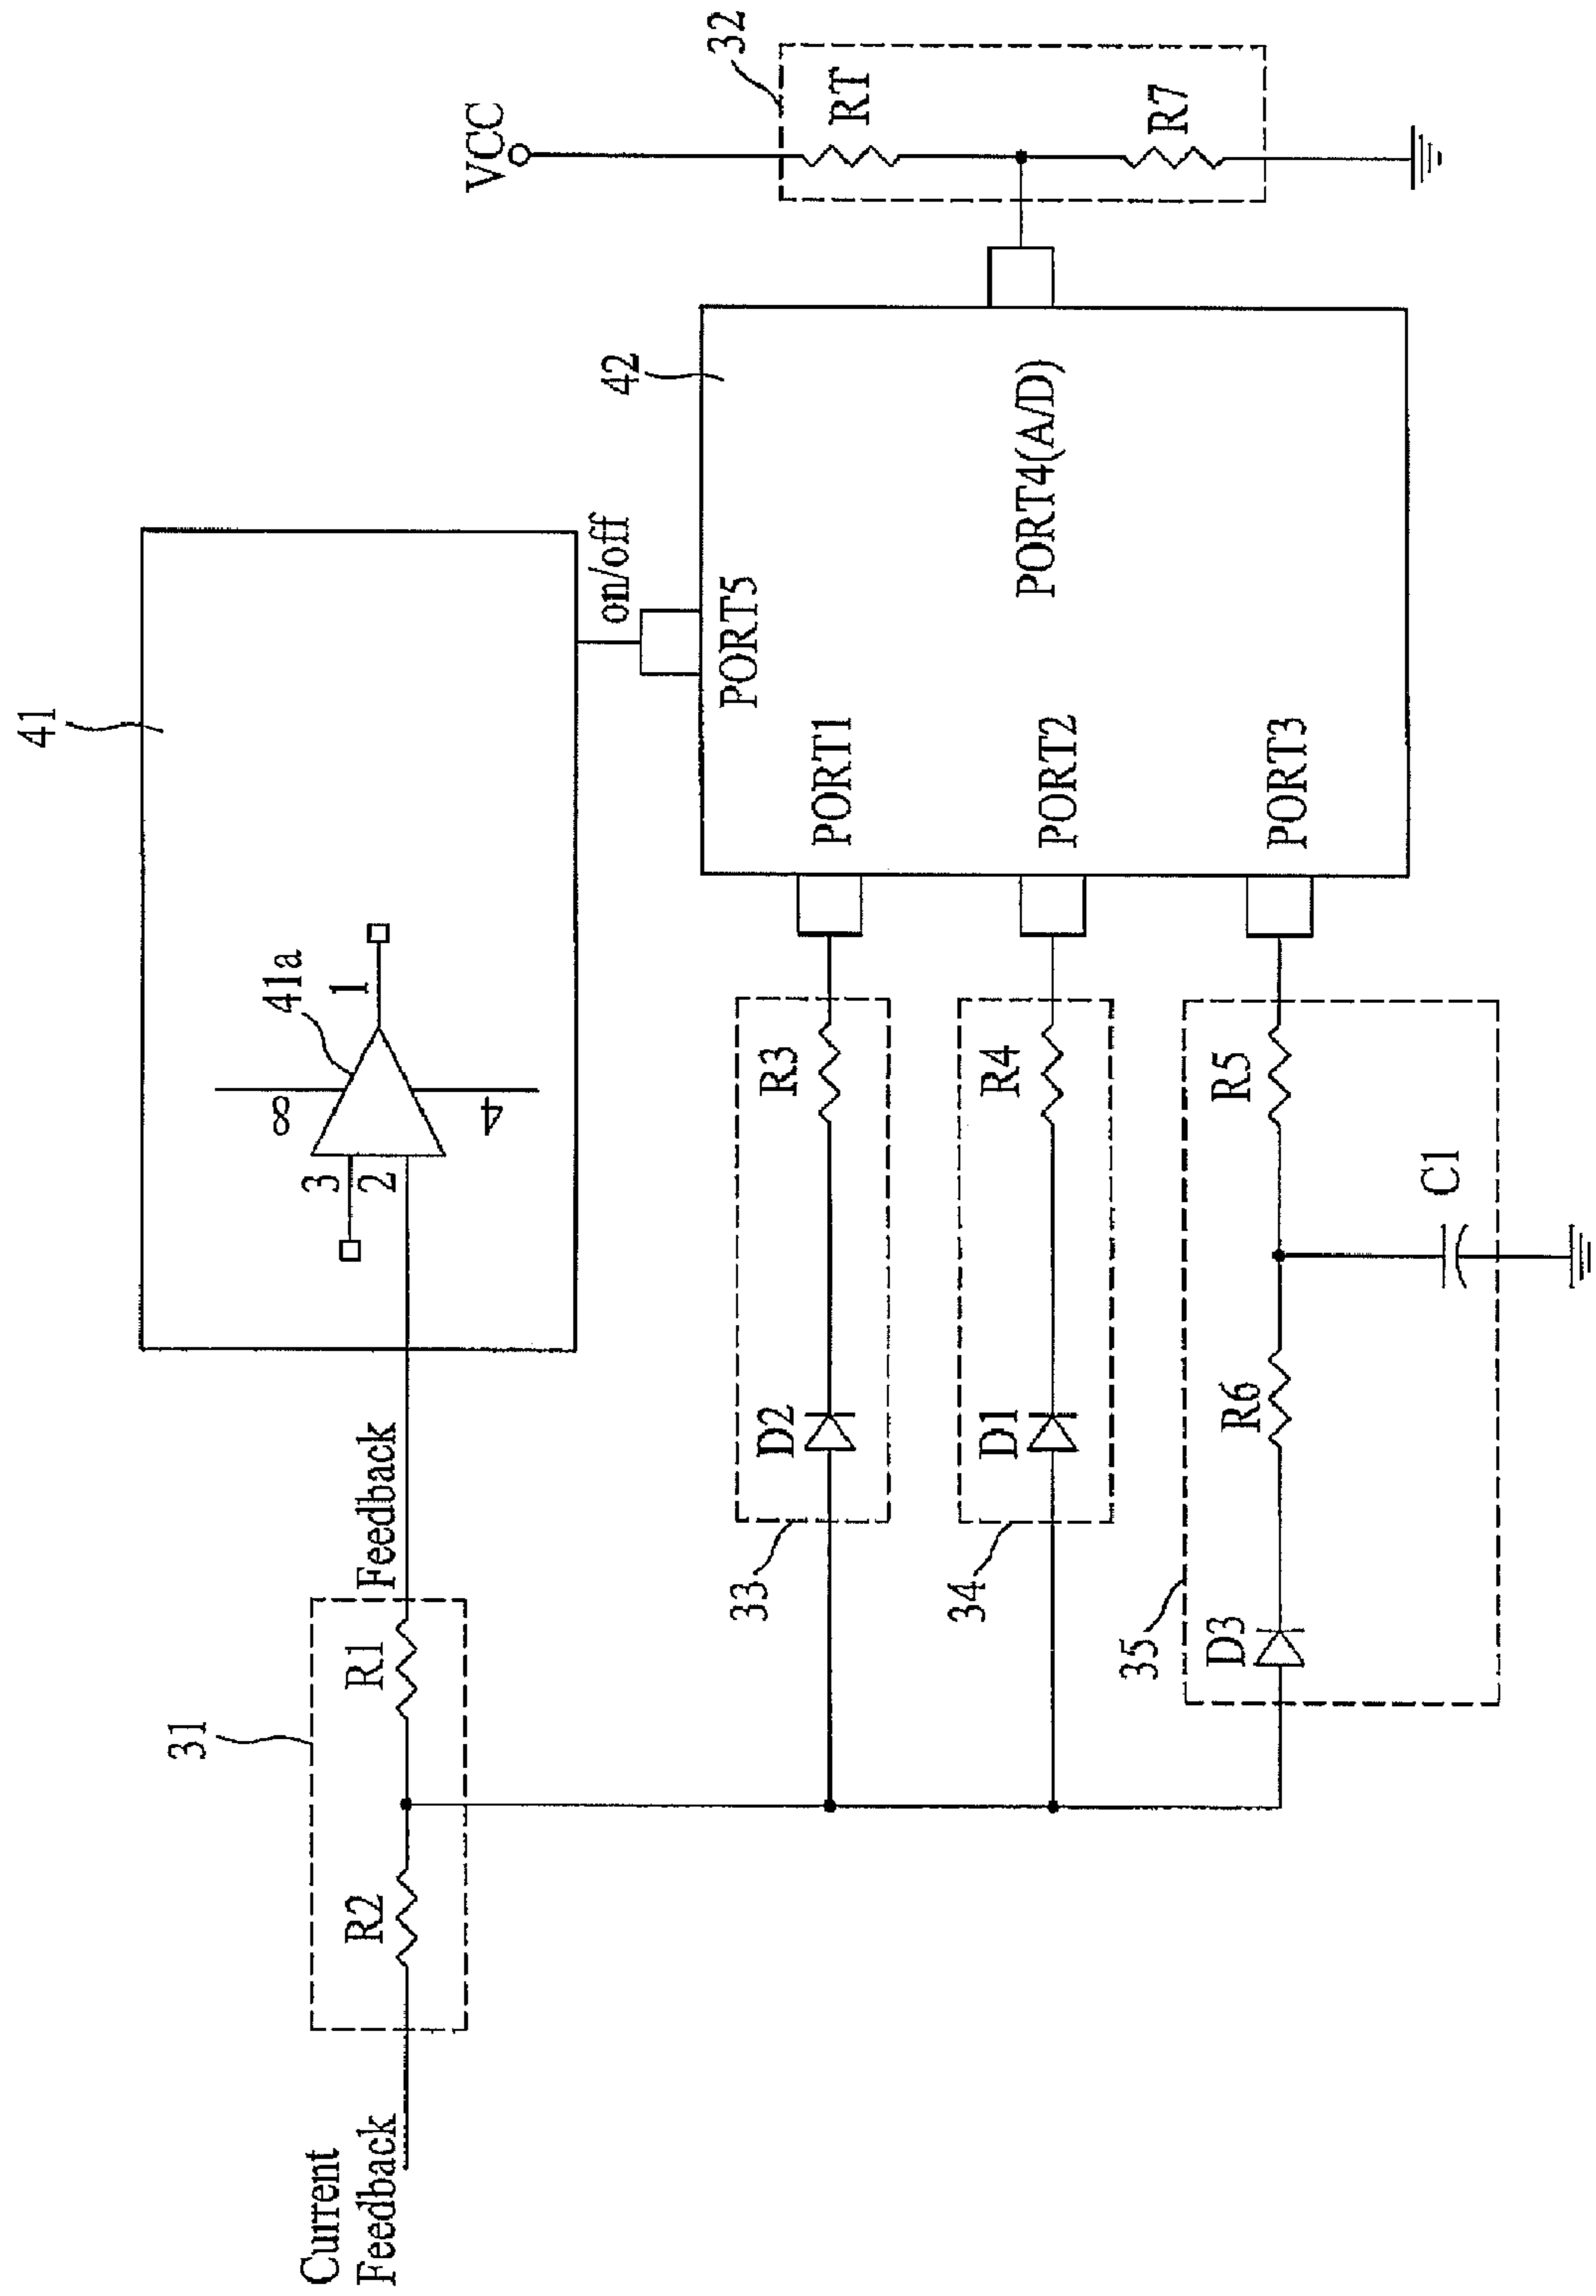 41
41a
8
3
2
1
4
Current
Feedback
31
R2
R1
Feedback
on/off
VCC
32
RT
R7
42
PORT5
PORT1
PORT2
PORT3
PORT4(A/D)
33
D2
R3
34
D1
R4
35
D3
R6
R5
C1